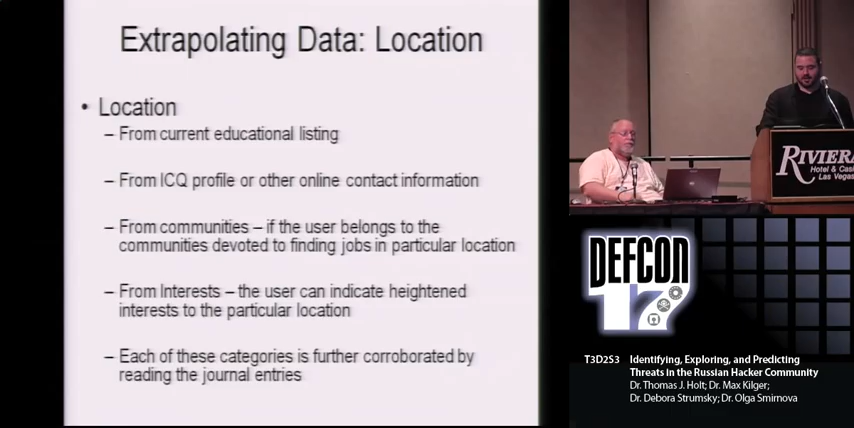 Extrapolating Data: Location
• Location
– From current educational listing
– From ICQ profile or other online contact information
– From communities – if the user belongs to the
communities devoted to finding jobs in particular location
– From Interests – the user can indicate heightened
interests to the particular location
– Each of these categories is further corroborated by
reading the journal entries
RIVIERA
Hotel & Cas
Las Vegas
DEFCON
17
T3D2S3 Identifying, Exploring, and Predicting
Threats in the Russian Hacker Community
Dr. Thomas J. Holt; Dr. Max Kilger;
Dr. Debora Strumsky; Dr. Olga Smirnova